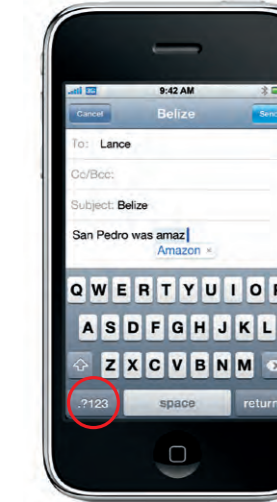 9:42 AM
Cancel Belize Send
To: Lance
Cc/Bcc:
Subject: Belize
San Pedro was amaz
Amazon ×
Q W E R T Y U I O P
A S D F G H J K L
Z X C V B N M
.?123 space return